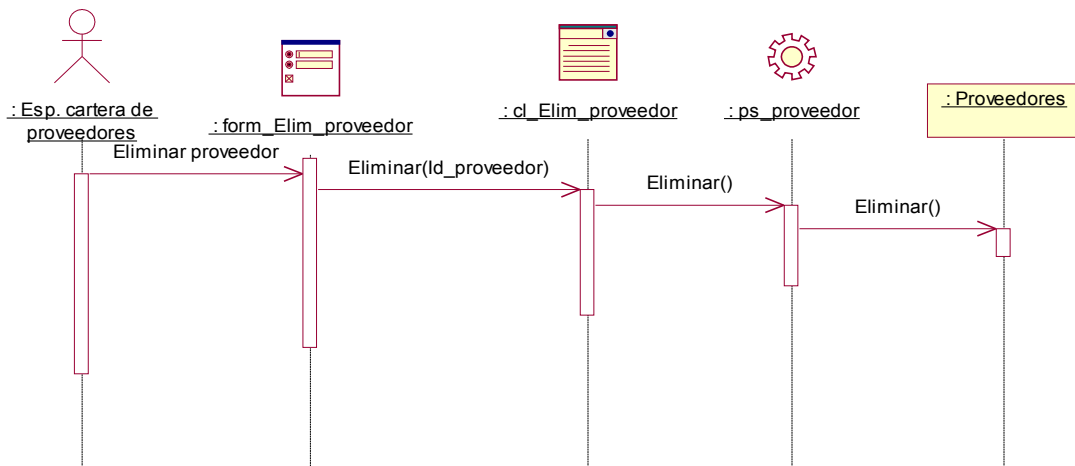 : Esp. cartera de
proveedores
: form_Elim_proveedor
: cl_Elim_proveedor
: ps_proveedor
: Proveedores
Eliminar proveedor
Eliminar(Id_proveedor)
Eliminar()
Eliminar()